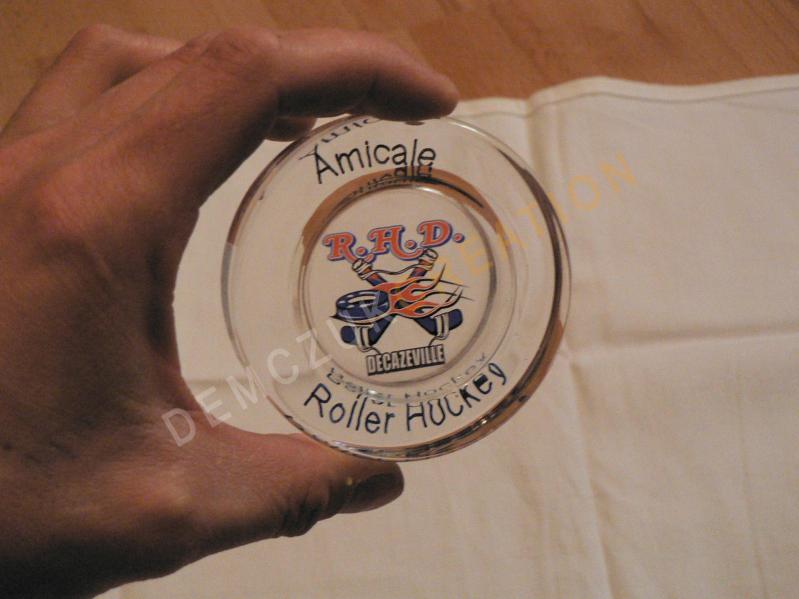 Amicale
R.H.D.
DECAZEVILLE
Roller Hockey
DEMCZUK CREATION